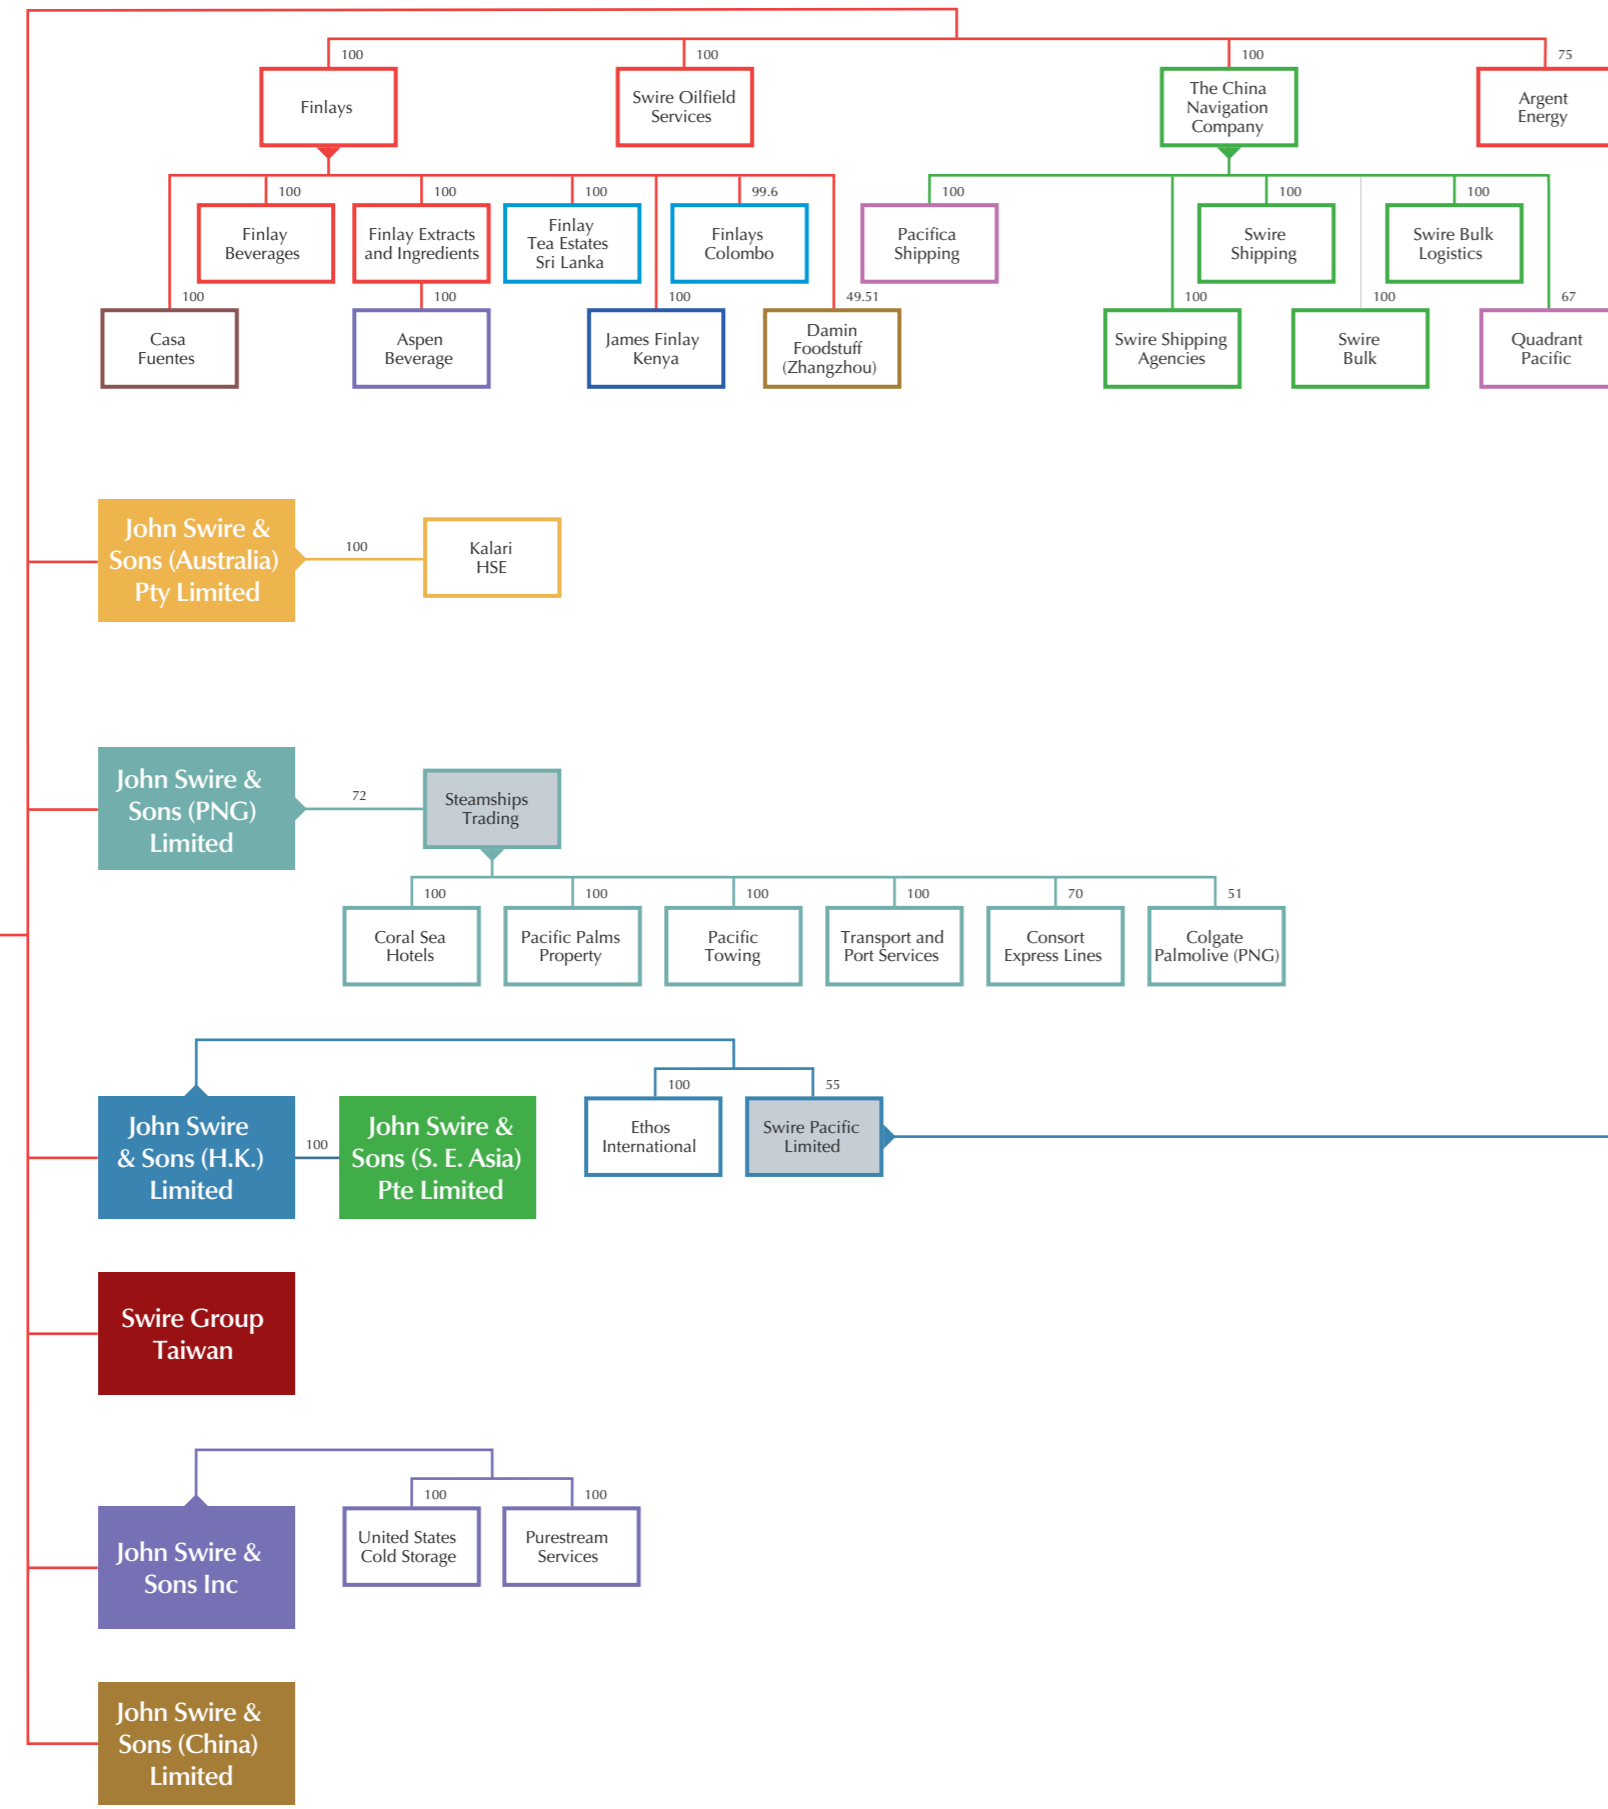 100
100
100
75
Finlays
Swire Oilfield
Services
The China
Navigation
Company
Argent
Energy
100
100
100
99.6
100
100
100
Finlay
Beverages
Finlay Extracts
and Ingredients
Finlay
Tea Estates
Sri Lanka
Finlays
Colombo
Pacifica
Shipping
Swire
Shipping
Swire Bulk
Logistics
100
100
100
49.51
100
100
67
Casa
Fuentes
Aspen
Beverage
James Finlay
Kenya
Damin
Foodstuff
(Zhangzhou)
Swire Shipping
Agencies
Swire
Bulk
Quadrant
Pacific
John Swire &
Sons (Australia)
Pty Limited
100
Kalari
HSE
John Swire &
Sons (PNG)
Limited
72
Steamships
Trading
100
100
100
100
70
51
Coral Sea
Hotels
Pacific Palms
Property
Pacific
Towing
Transport and
Port Services
Consort
Express Lines
Colgate
Palmolive (PNG)
John Swire
& Sons (H.K.)
Limited
100
John Swire &
Sons (S. E. Asia)
Pte Limited
100
55
Ethos
International
Swire Pacific
Limited
Swire Group
Taiwan
John Swire &
Sons Inc
100
100
United States
Cold Storage
Purestream
Services
John Swire &
Sons (China)
Limited